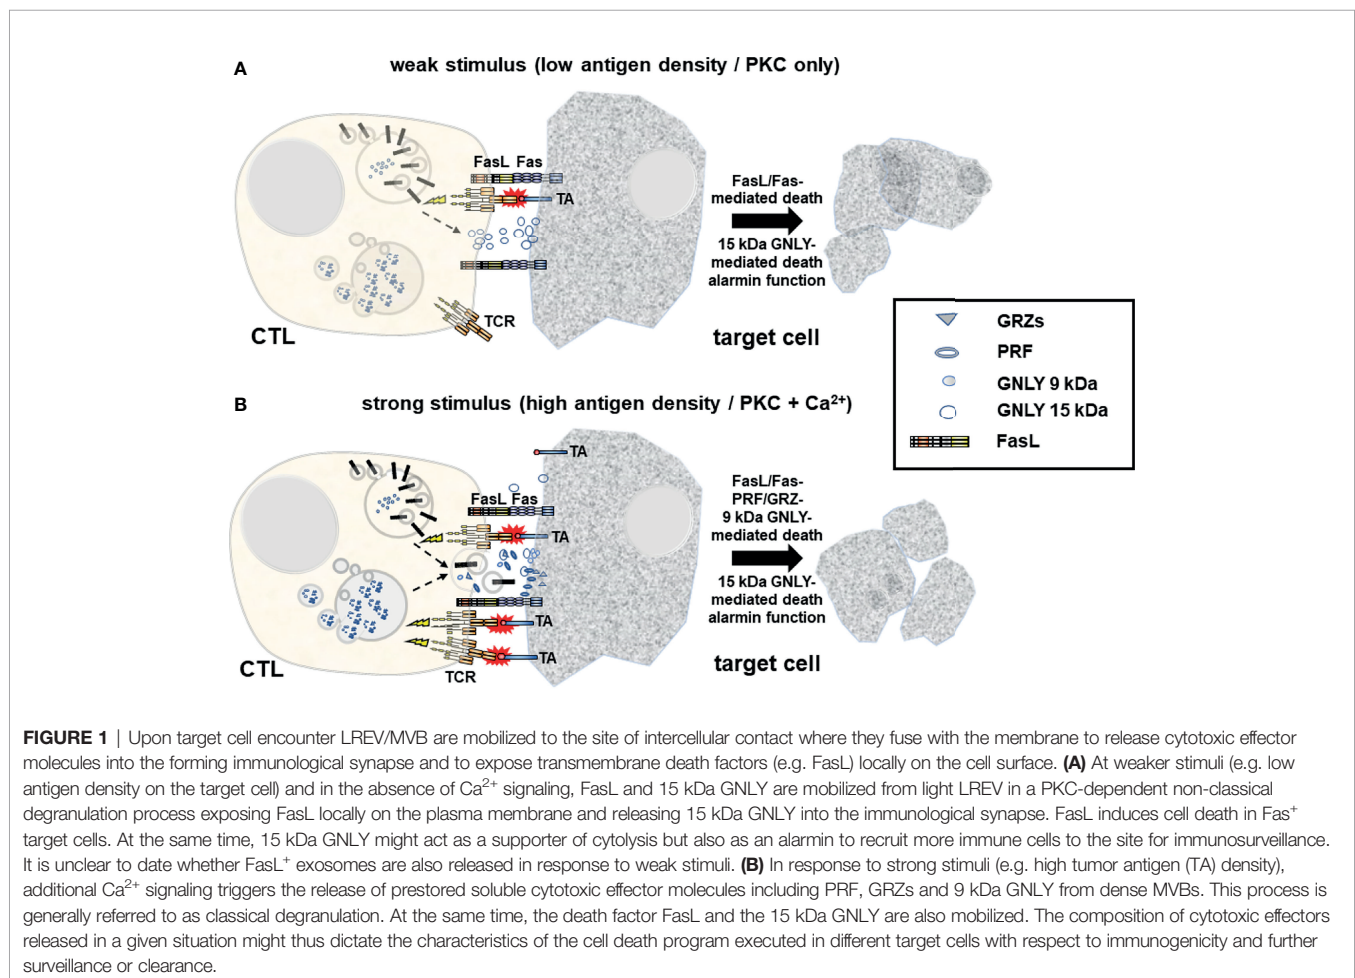 A
weak stimulus (low antigen density / PKC only)
FasL Fas
TA
TCR
CTL
FasL/Fas-
mediated death
15 kDa GNLY-
mediated death
alarmin function
target cell
GRZs
PRF
GNLY 9 kDa
GNLY 15 kDa
FasL
B
strong stimulus (high antigen density / PKC + Ca²⁺)
TA
FasL Fas
TA
TA
TA
TCR
CTL
FasL/Fas-
PRF/GRZ-
9 kDa GNLY-
mediated death
15 kDa GNLY-
mediated death
alarmin function
target cell
FIGURE 1 | Upon target cell encounter LREV/MVB are mobilized to the site of intercellular contact where they fuse with the membrane to release cytotoxic effector
molecules into the forming immunological synapse and to expose transmembrane death factors (e.g. FasL) locally on the cell surface. (A) At weaker stimuli (e.g. low
antigen density on the target cell) and in the absence of Ca²⁺ signaling, FasL and 15 kDa GNLY are mobilized from light LREV in a PKC-dependent non-classical
degranulation process exposing FasL locally on the plasma membrane and releasing 15 kDa GNLY into the immunological synapse. FasL induces cell death in Fas⁺
target cells. At the same time, 15 kDa GNLY might act as a supporter of cytolysis but also as an alarmin to recruit more immune cells to the site for immunosurveillance.
It is unclear to date whether FasL⁺ exosomes are also released in response to weak stimuli. (B) In response to strong stimuli (e.g. high tumor antigen (TA) density),
additional Ca²⁺ signaling triggers the release of prestored soluble cytotoxic effector molecules including PRF, GRZs and 9 kDa GNLY from dense MVBs. This process is
generally referred to as classical degranulation. At the same time, the death factor FasL and the 15 kDa GNLY are also mobilized. The composition of cytotoxic effectors
released in a given situation might thus dictate the characteristics of the cell death program executed in different target cells with respect to immunogenicity and further
surveillance or clearance.